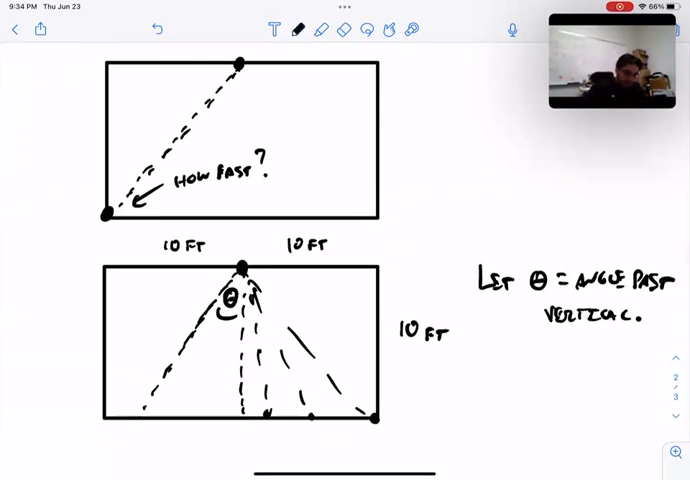 9:34 PM Thu Jun 23
66%
T
HOW FAST?
10 FT 10 FT
θ
10 FT
LET θ = ANGLE PAST
VERTICAL.
2
/
3